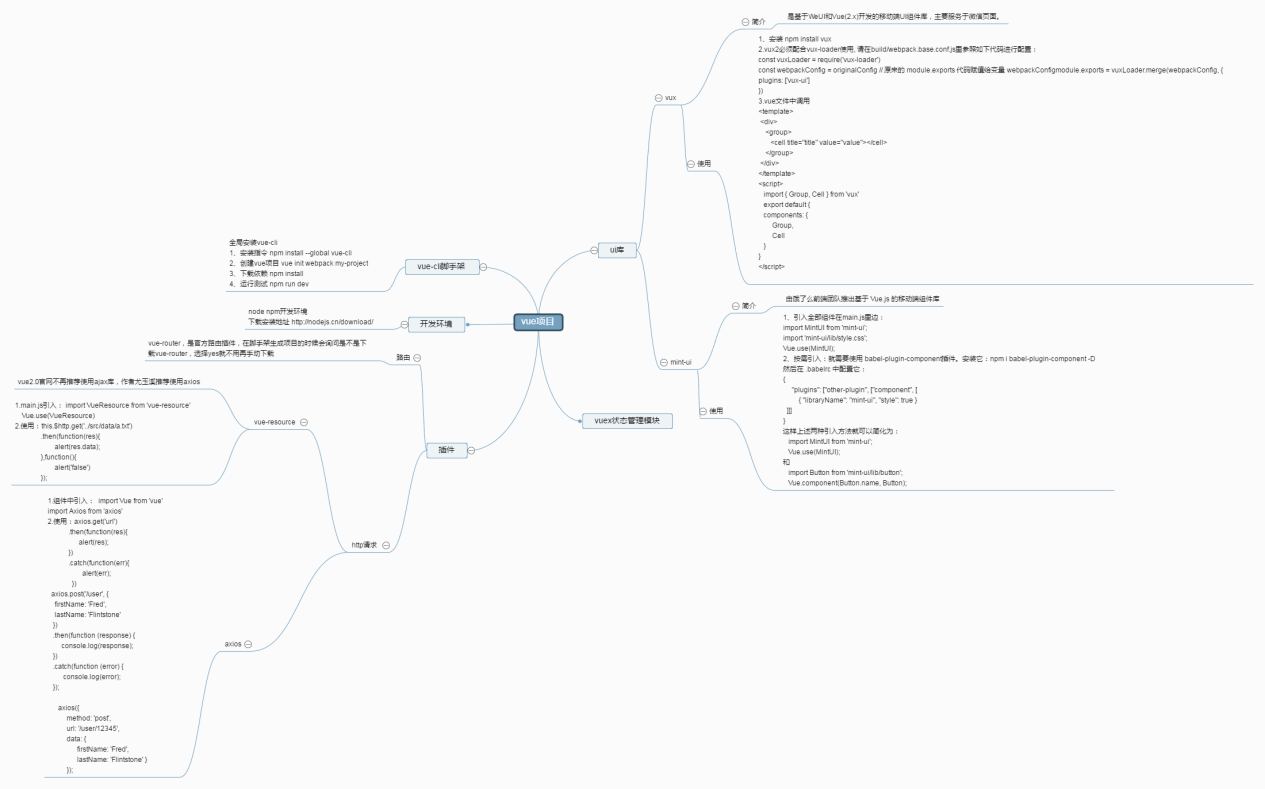 vue项目
ui库
vux
简介
是基于WeUI和Vue(2.x)开发的移动端UI组件库，主要服务于微信页面。
使用
1、安装 npm install vux
2.vux2必须配合vux-loader使用, 请在build/webpack.base.conf.js里参照如下代码进行配置：
const vuxLoader = require('vux-loader')
const webpackConfig = originalConfig // 原来的 module.exports 代码赋值给变量 webpackConfigmodule.exports = vuxLoader.merge(webpackConfig, {
plugins: ['vux-ui']
})
3.vue文件中调用
<template>
<div>
<group>
<cell title="title" value="value"></cell>
</group>
</div>
</template>
<script>
import { Group, Cell } from 'vux'
export default {
components: {
Group,
Cell
}
}
</script>
mint-ui
简介
由饿了么前端团队推出基于 Vue.js 的移动端组件库
使用
1、引入全部组件在main.js里边：
import MintUI from 'mint-ui';
import 'mint-ui/lib/style.css';
Vue.use(MintUI);
2、按需引入：就需要使用 babel-plugin-component插件。安装它：npm i babel-plugin-component -D
然后在 .babelrc 中配置它：
{
"plugins": ["other-plugin", ["component", [
{ "libraryName": "mint-ui", "style": true }
]]]
}
这样上述两种引入方法就可以简化为：
import MintUI from 'mint-ui';
Vue.use(MintUI);
和
import Button from 'mint-ui/lib/button';
Vue.component(Button.name, Button);
vuex状态管理模块
vue-cli脚手架
全局安装vue-cli
1、安装指令 npm install --global vue-cli
2、创建vue项目 vue init webpack my-project
3、下载依赖 npm install
4、运行测试 npm run dev
开发环境
node npm开发环境
下载安装地址 http://nodejs.cn/download/
插件
路由
vue-router，是官方路由插件，在脚手架生成项目的时候会询问是不是下
载vue-router，选择yes就不用再手动下载
http请求
vue-resource
vue2.0官网不再推荐使用ajax库，作者尤玉溪推荐使用axios
1.main.js引入： import VueResource from 'vue-resource'
Vue.use(VueResource)
2.使用：this.$http.get('../src/data/a.txt')
.then(function(res){
alert(res.data);
},function(){
alert('false')
});
axios
1.组件中引入： import Vue from 'vue'
import Axios from 'axios'
2.使用：axios.get('url')
.then(function(res){
alert(res);
})
.catch(function(err){
alert(err);
})
axios.post('/user', {
firstName: 'Fred',
lastName: 'Flintstone'
})
.then(function (response) {
console.log(response);
})
.catch(function (error) {
console.log(error);
});
axios({
method: 'post',
url: '/user/12345',
data: {
firstName: 'Fred',
lastName: 'Flintstone' }
});